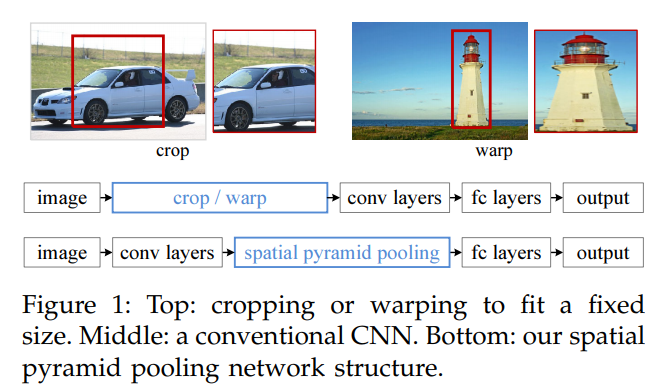 crop
warp
image crop / warp conv layers fc layers output
image conv layers spatial pyramid pooling fc layers output
Figure 1: Top: cropping or warping to fit a fixed
size. Middle: a conventional CNN. Bottom: our spatial
pyramid pooling network structure.